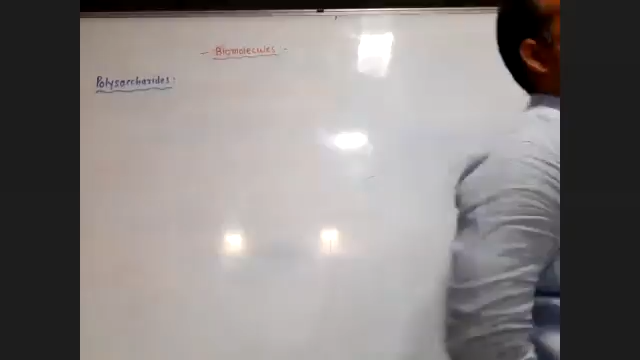 - Biomolecules :-
Polysaccharides :